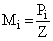 Mᵢ = Pᵢ/Z